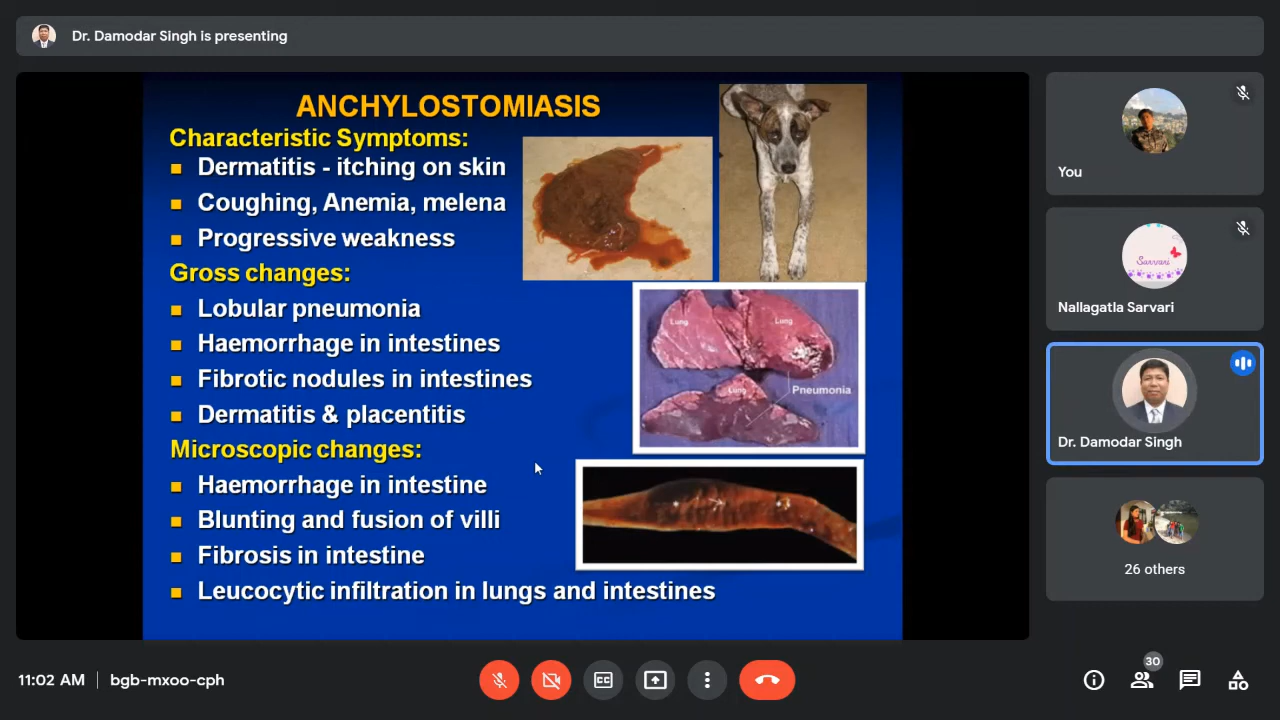 Dr. Damodar Singh is presenting
ANCHYLOSTOMIASIS
Characteristic Symptoms:
Dermatitis - itching on skin
Coughing, Anemia, melena
Progressive weakness
Gross changes:
Lobular pneumonia
Haemorrhage in intestines
Fibrotic nodules in intestines
Dermatitis & placentitis
Microscopic changes:
Haemorrhage in intestine
Blunting and fusion of villi
Fibrosis in intestine
Leucocytic infiltration in lungs and intestines
Lung
Lung
Lung
Pneumonia
You
Sarvari
Nallagatla Sarvari
Dr. Damodar Singh
26 others
11:02 AM | bgb-mxoo-cph
CC
30